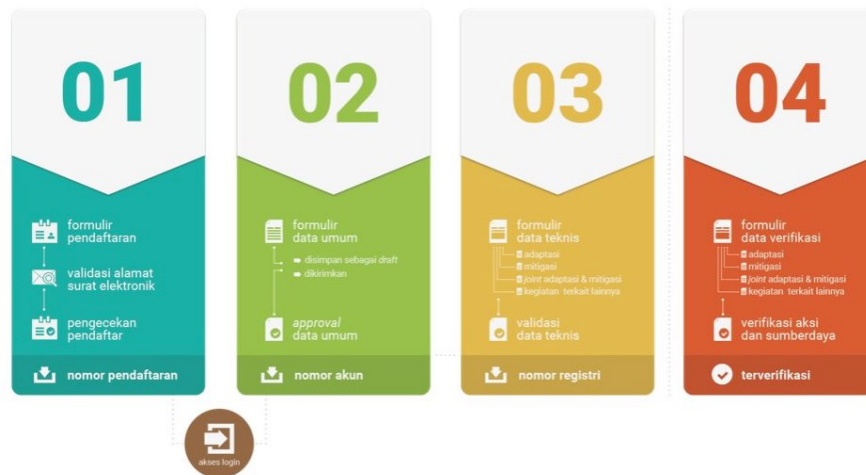 01
formulir
pendaftaran
validasi alamat
surat elektronik
pengecekan
pendaftar
nomor pendaftaran
akses login
02
formulir
data umum
disimpan sebagai draft
dikirimkan
approval
data umum
nomor akun
03
formulir
data teknis
adaptasi
mitigasi
joint adaptasi & mitigasi
kegiatan terkait lainnya
validasi
data teknis
nomor registri
04
formulir
data verifikasi
adaptasi
mitigasi
joint adaptasi & mitigasi
kegiatan terkait lainnya
verifikasi aksi
dan sumberdaya
terverifikasi